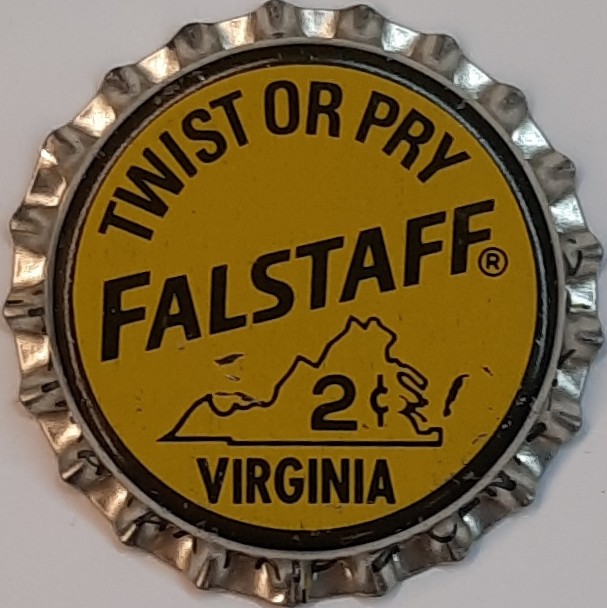 TWIST OR PRY
FALSTAFF®
2¢
VIRGINIA